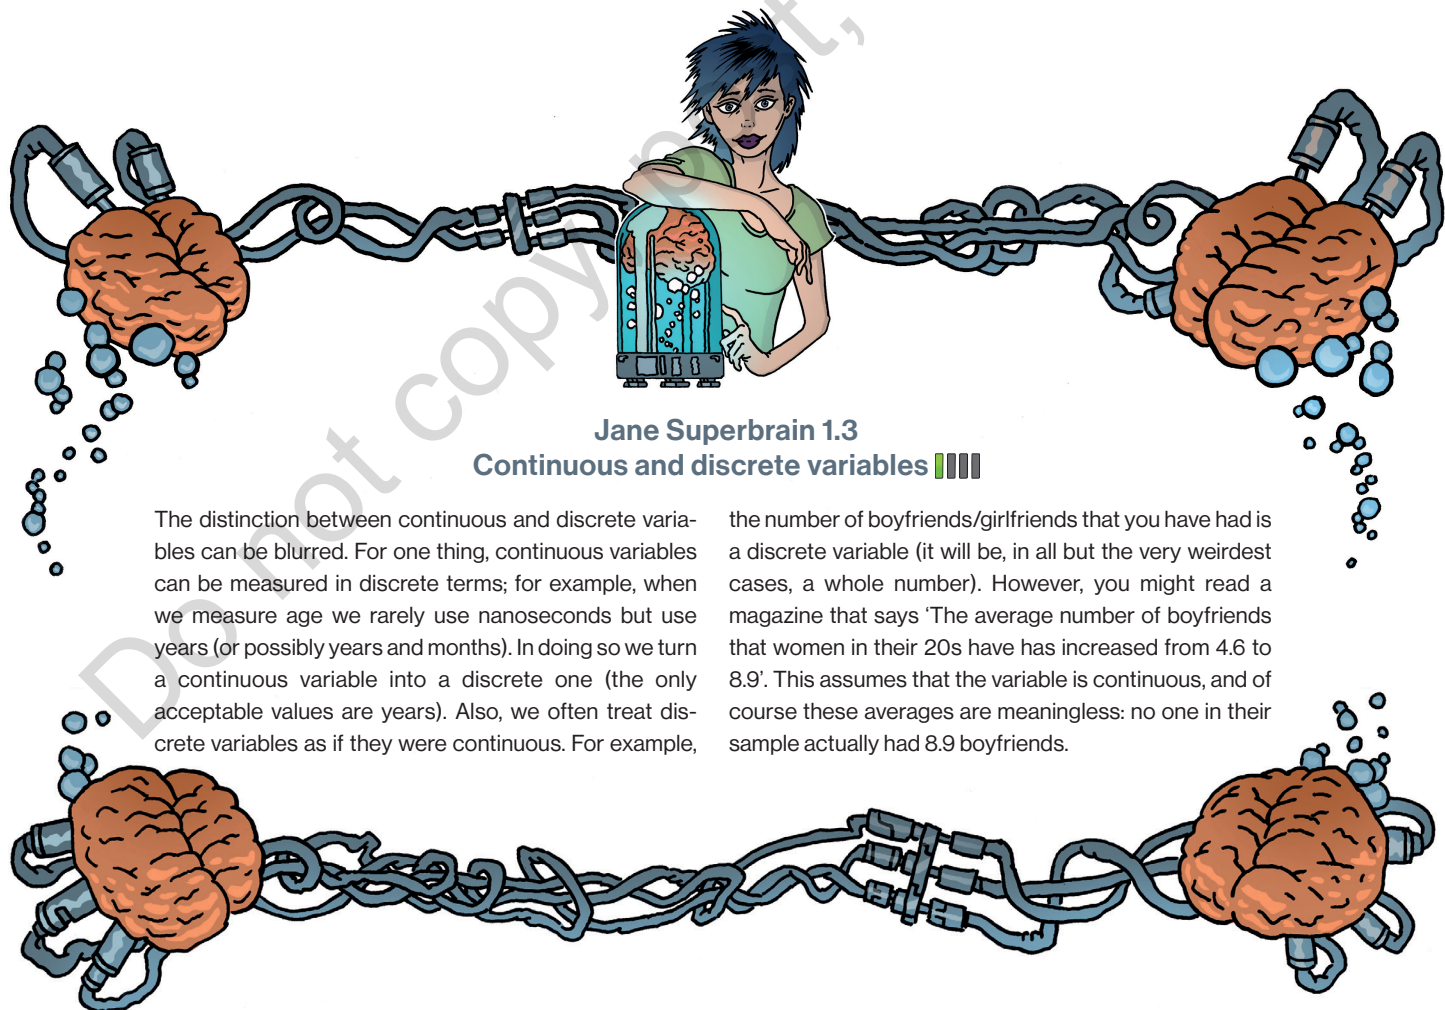 Do not copy, post,
Jane Superbrain 1.3
Continuous and discrete variables
The distinction between continuous and discrete varia-
bles can be blurred. For one thing, continuous variables
can be measured in discrete terms; for example, when
we measure age we rarely use nanoseconds but use
years (or possibly years and months). In doing so we turn
a continuous variable into a discrete one (the only
acceptable values are years). Also, we often treat dis-
crete variables as if they were continuous. For example,
the number of boyfriends/girlfriends that you have had is
a discrete variable (it will be, in all but the very weirdest
cases, a whole number). However, you might read a
magazine that says ‘The average number of boyfriends
that women in their 20s have has increased from 4.6 to
8.9’. This assumes that the variable is continuous, and of
course these averages are meaningless: no one in their
sample actually had 8.9 boyfriends.